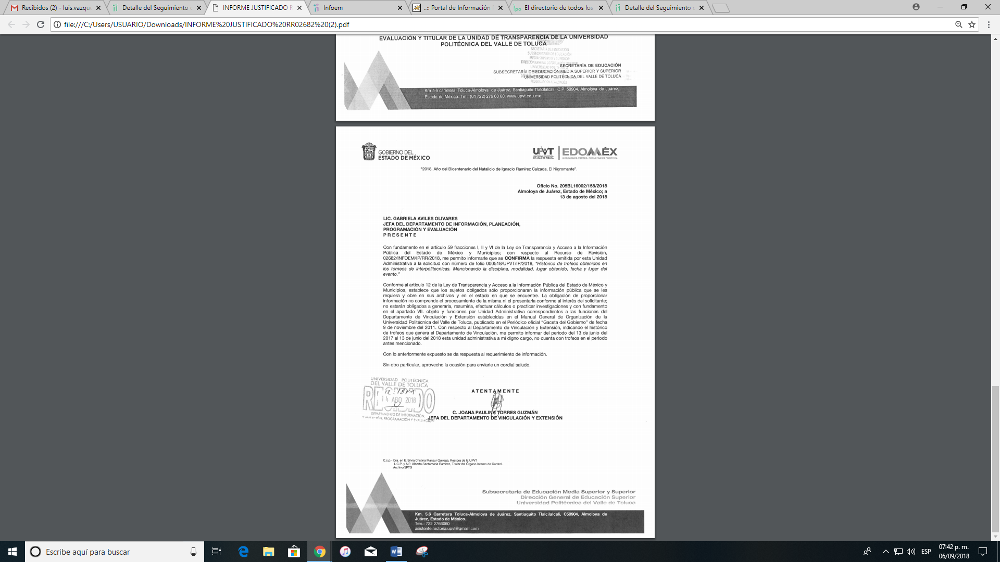 Recibidos (2) - luis.vazqu
Detalle del Seguimiento
INFORME JUSTIFICADO R
Infoem
..:: Portal de Información
El directorio de todos los
Detalle del Seguimiento
file:///C:/Users/USUARIO/Downloads/INFORME%20JUSTIFICADO%20RR02682%20(2).pdf
EVALUACIÓN Y TITULAR DE LA UNIDAD DE TRANSPARENCIA DE LA UNIVERSIDAD
POLITÉCNICA DEL VALLE DE TOLUCA
SECRETARÍA DE EDUCACIÓN
SUBSECRETARÍA DE EDUCACIÓN
MEDIA SUPERIOR Y SUPERIOR
SECRETARÍA DE EDUCACIÓN
SUBSECRETARÍA DE EDUCACIÓN MEDIA SUPERIOR Y SUPERIOR
UNIVERSIDAD POLITÉCNICA DEL VALLE DE TOLUCA
Km 5.6 carretera Toluca-Almoloya de Juárez, Santiaguito Tlalcilalcali, C.P. 50904, Almoloya de Juárez,
Estado de México. Tel.: (01 722) 276 60 60. www.upvt.edu.mx
GOBIERNO DEL
ESTADO DE MÉXICO
UPVT
UNIVERSIDAD POLITÉCNICA
DEL VALLE DE TOLUCA
EDOMÉX
DECISIONES FIRMES, RESULTADOS FUERTES.
"2018. Año del Bicentenario del Natalicio de Ignacio Ramírez Calzada, El Nigromante".
Oficio No. 205BL16002/158/2018
Almoloya de Juárez, Estado de México; a
13 de agosto del 2018
LIC. GABRIELA AVILES OLIVARES
JEFA DEL DEPARTAMENTO DE INFORMACIÓN, PLANEACIÓN,
PROGRAMACIÓN Y EVALUACIÓN
P R E S E N T E
Con fundamento en el artículo 59 fracciones I, II y VI de la Ley de Transparencia y Acceso a la Información
Pública del Estado de México y Municipios; con respecto al Recurso de Revisión,
02682/INFOEM/IP/RR/2018, me permito informarle que se CONFIRMA la respuesta emitida por esta Unidad
Administrativa a la solicitud con número de folio 000518/UPVT/IP/2018, "Histórico de trofeos obtenidos en
los torneos de interpolitecnicas. Mencionando la disciplina, modalidad, lugar obtenido, fecha y lugar del
evento."
Conforme al artículo 12 de la Ley de Transparencia y Acceso a la Información Pública del Estado de México y
Municipios, establece que los sujetos obligados sólo proporcionaran la información pública que se les
requiera y obre en sus archivos y en el estado en que se encuentre. La obligación de proporcionar
información no comprende el procesamiento de la misma ni el presentarla conforme al interés del solicitante;
no estarán obligados a generarla, resumirla, efectuar cálculos o practicar investigaciones y con fundamento
en el apartado VII. objeto y funciones por Unidad Administrativa correspondientes a las funciones del
Departamento de Vinculación y Extensión establecidas en el Manual General de Organización de la
Universidad Politécnica del Valle de Toluca, publicado en el Periódico oficial "Gaceta del Gobierno" de fecha
9 de noviembre del 2011. Con respecto al Departamento de Vinculación y Extensión, indicando el histórico
de trofeos que genera el Departamento de Vinculación, me permito informar del periodo del 13 de junio del
2017 al 13 de junio del 2018 esta unidad administrativa a mi digno cargo, no cuenta con trofeos en el periodo
antes mencionado.
Con lo anteriormente expuesto se da respuesta al requerimiento de información.
Sin otro particular, aprovecho la ocasión para enviarle un cordial saludo.
UNIVERSIDAD POLITÉCNICA
DEL VALLE DE TOLUCA
RECIBIDO
12:19 PM
14 AGO 2018
DEPARTAMENTO DE INFORMACIÓN
PLANEACIÓN, PROGRAMACIÓN Y EVALUACIÓN
A T E N T A M E N T E
C. JOANA PAULINA TORRES GUZMÁN
JEFA DEL DEPARTAMENTO DE VINCULACIÓN Y EXTENSIÓN
C.c.p.- Dra. en E. Silvia Cristina Manzur Quiroga, Rectora de la UPVT
L.C.P. y A.P. Alberto Santamaría Ramírez, Titular del Órgano Interno de Control.
Archivo/JPTG
Subsecretaría de Educación Media Superior y Superior
Dirección General de Educación Superior
Universidad Politécnica del Valle de Toluca
Km. 5.6 Carretera Toluca-Almoloya de Juárez, Santiaguito Tlalcilalcali, C50904, Almoloya de
Juárez, Estado de México.
Tels.: 722 2766060
asistente.rectoria.upvt@gmaill.com
Escribe aquí para buscar
ESP
07:42 p. m.
06/09/2018